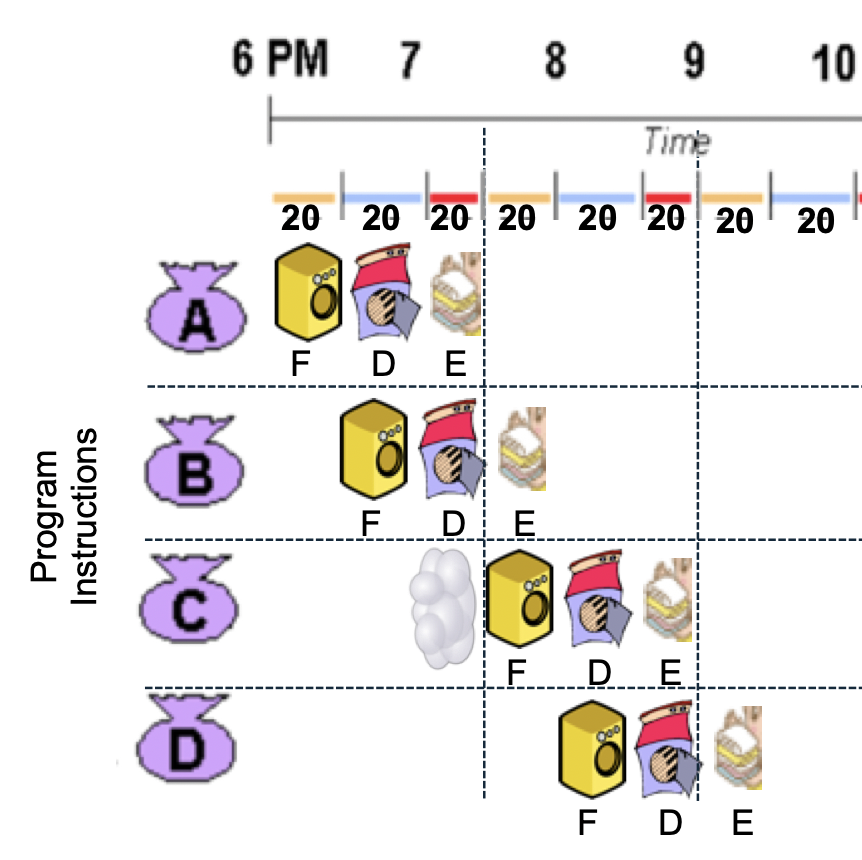 6 PM 7 8 9 10
Time
20 20 20 20 20 20 20 20
A
F D E
B
F D E
C
F D E
D
F D E
Program
Instructions